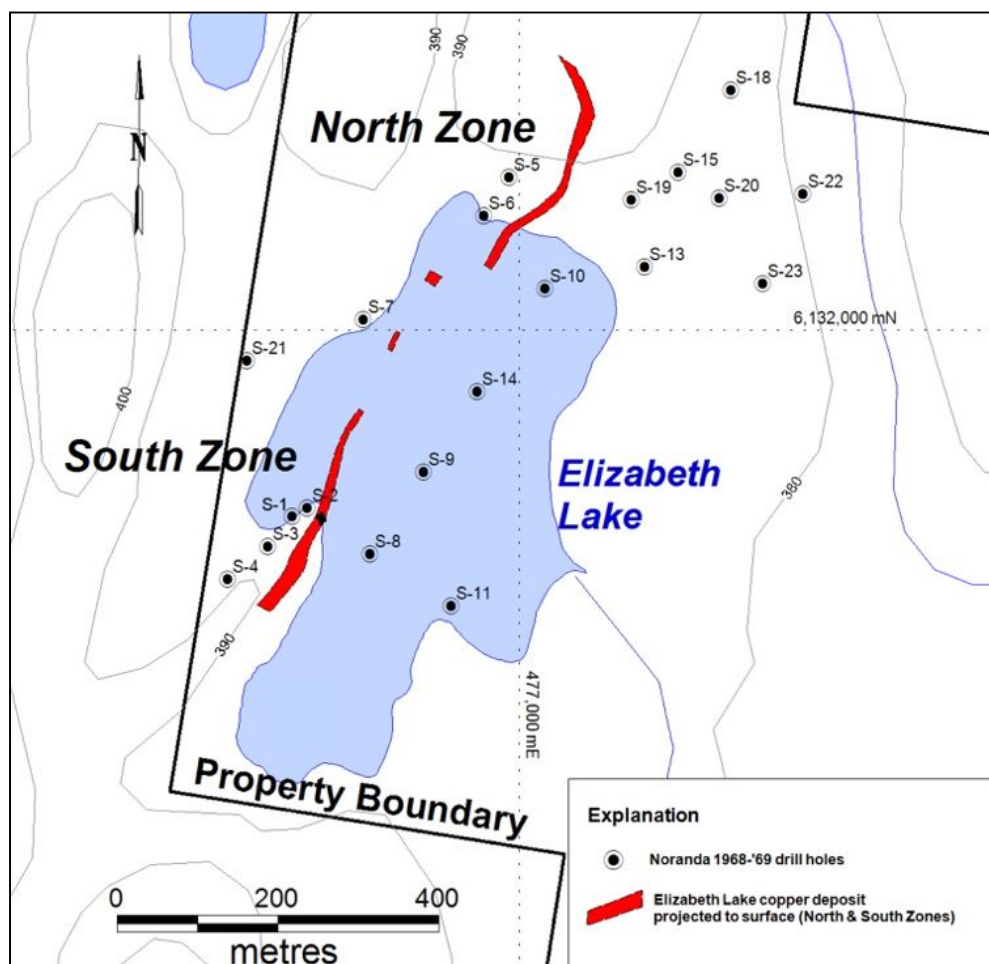 390
390
S-18
N
North Zone
S-5
S-15
S-19
S-20
S-22
S-6
S-13
S-10
S-23
S-7
6,132,000 mN
S-21
400
S-14
South Zone
S-9
Elizabeth
Lake
380
S-1
S-2
S-3
S-8
S-4
S-11
390
477,000 mE
Property Boundary
Explanation
Noranda 1968-'69 drill holes
0 200 400
metres
Elizabeth Lake copper deposit
projected to surface (North & South Zones)